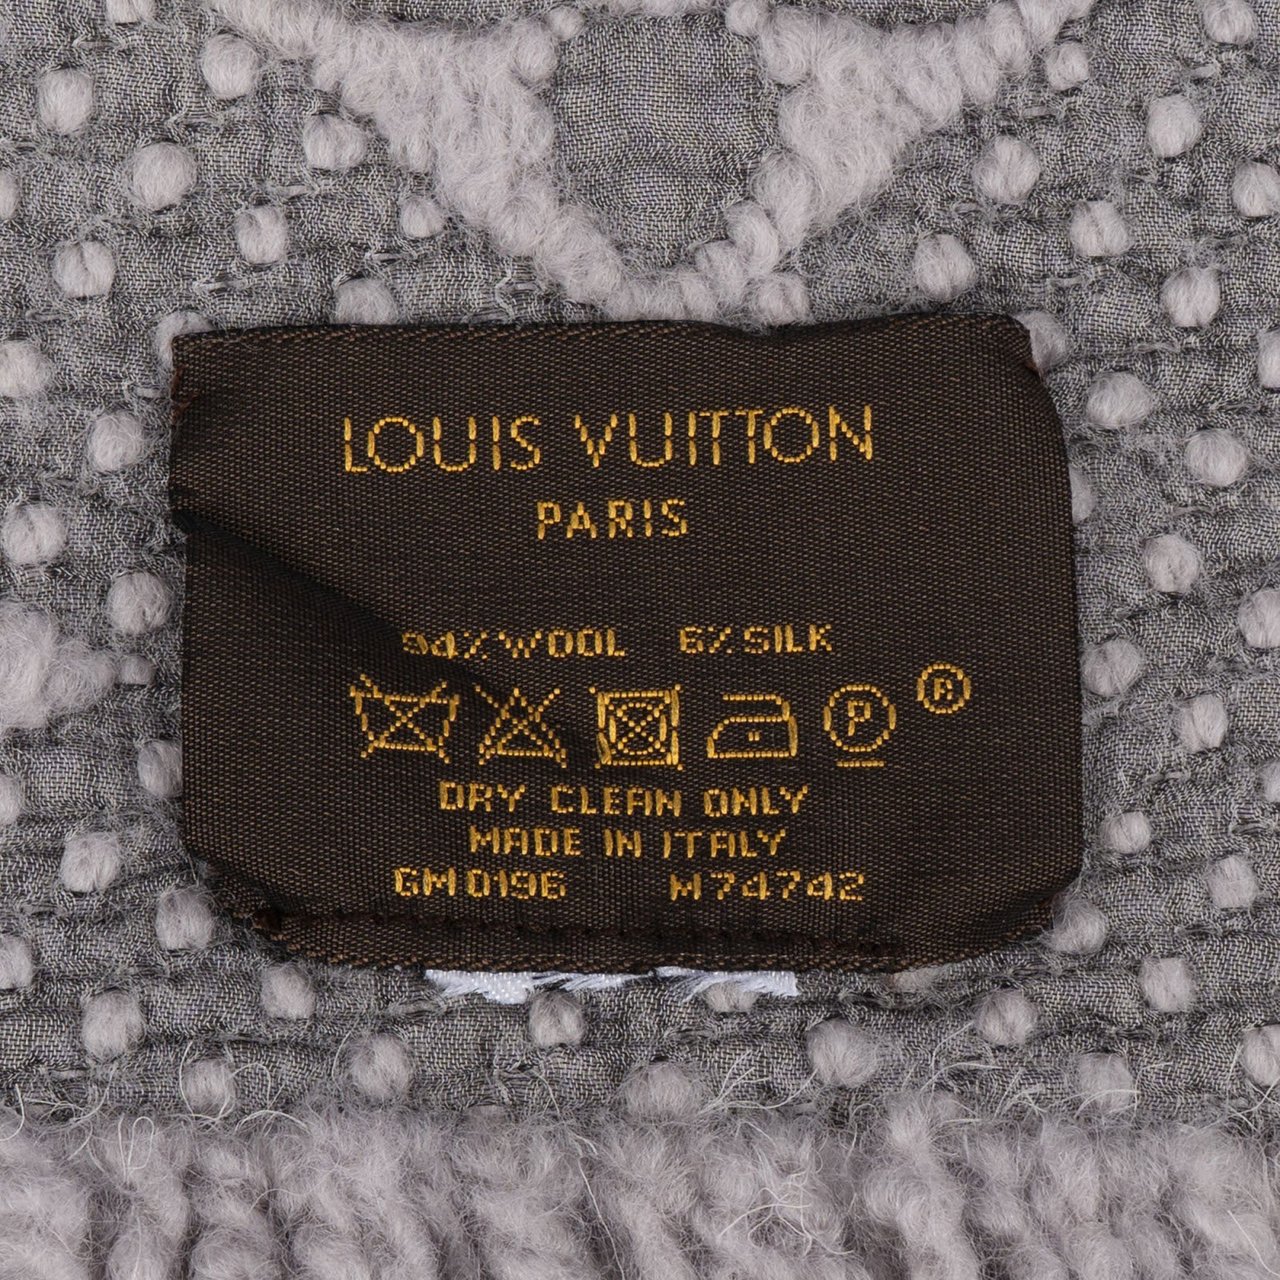 LOUIS VUITTON
PARIS
94% WOOL 6% SILK
P ®
DRY CLEAN ONLY
MADE IN ITALY
GM0196 M74742